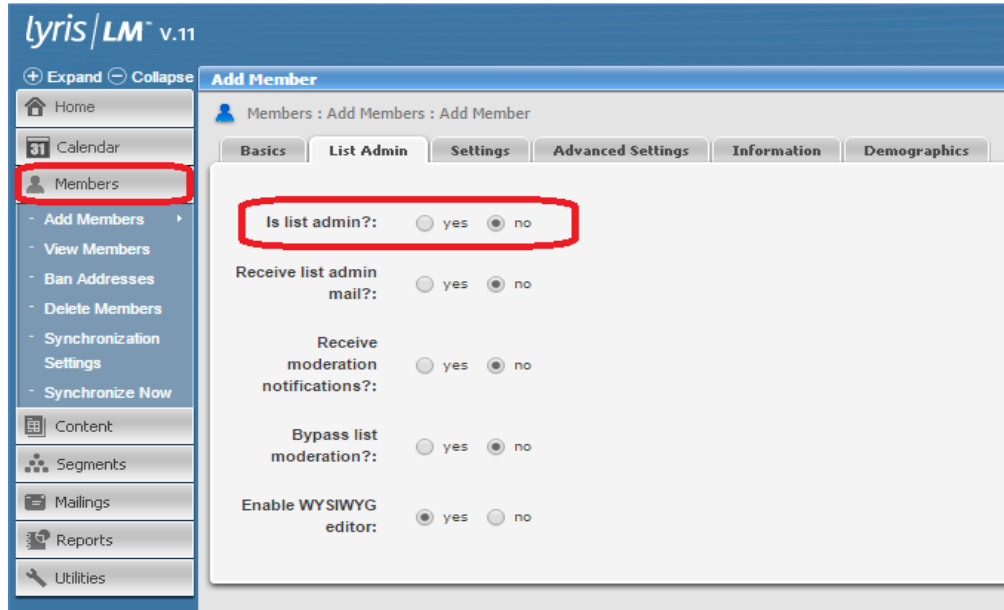 lyris/LM™ v.11
Expand Collapse
Add Member
Home
Calendar
Members
- Add Members
- View Members
- Ban Addresses
- Delete Members
- Synchronization
Settings
- Synchronize Now
Content
Segments
Mailings
Reports
Utilities
Members : Add Members : Add Member
Basics List Admin Settings Advanced Settings Information Demographics
Is list admin?: yes no
Receive list admin
mail?: yes no
Receive
moderation
notifications?: yes no
Bypass list
moderation?: yes no
Enable WYSIWYG
editor: yes no
31